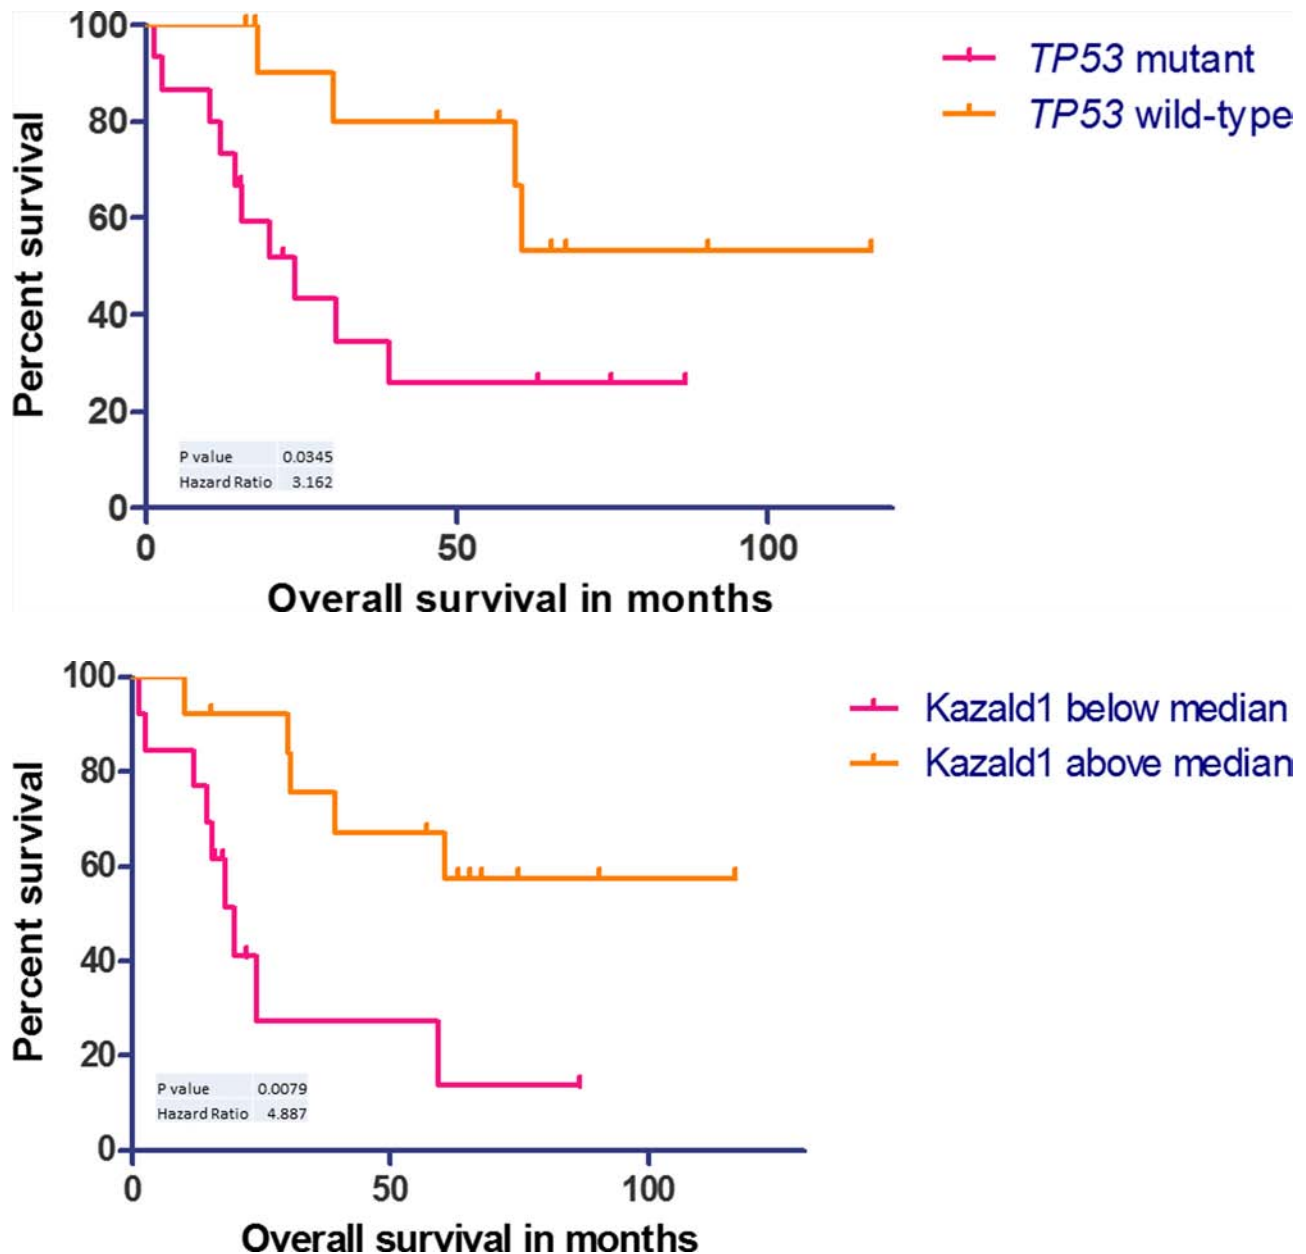 100
80
60
40
20
0
Percent survival
TP53 mutant
TP53 wild-type
P value 0.0345
Hazard Ratio 3.162
0 50 100
Overall survival in months
100
80
60
40
20
0
Percent survival
Kazald1 below median
Kazald1 above median
P value 0.0079
Hazard Ratio 4.887
0 50 100
Overall survival in months